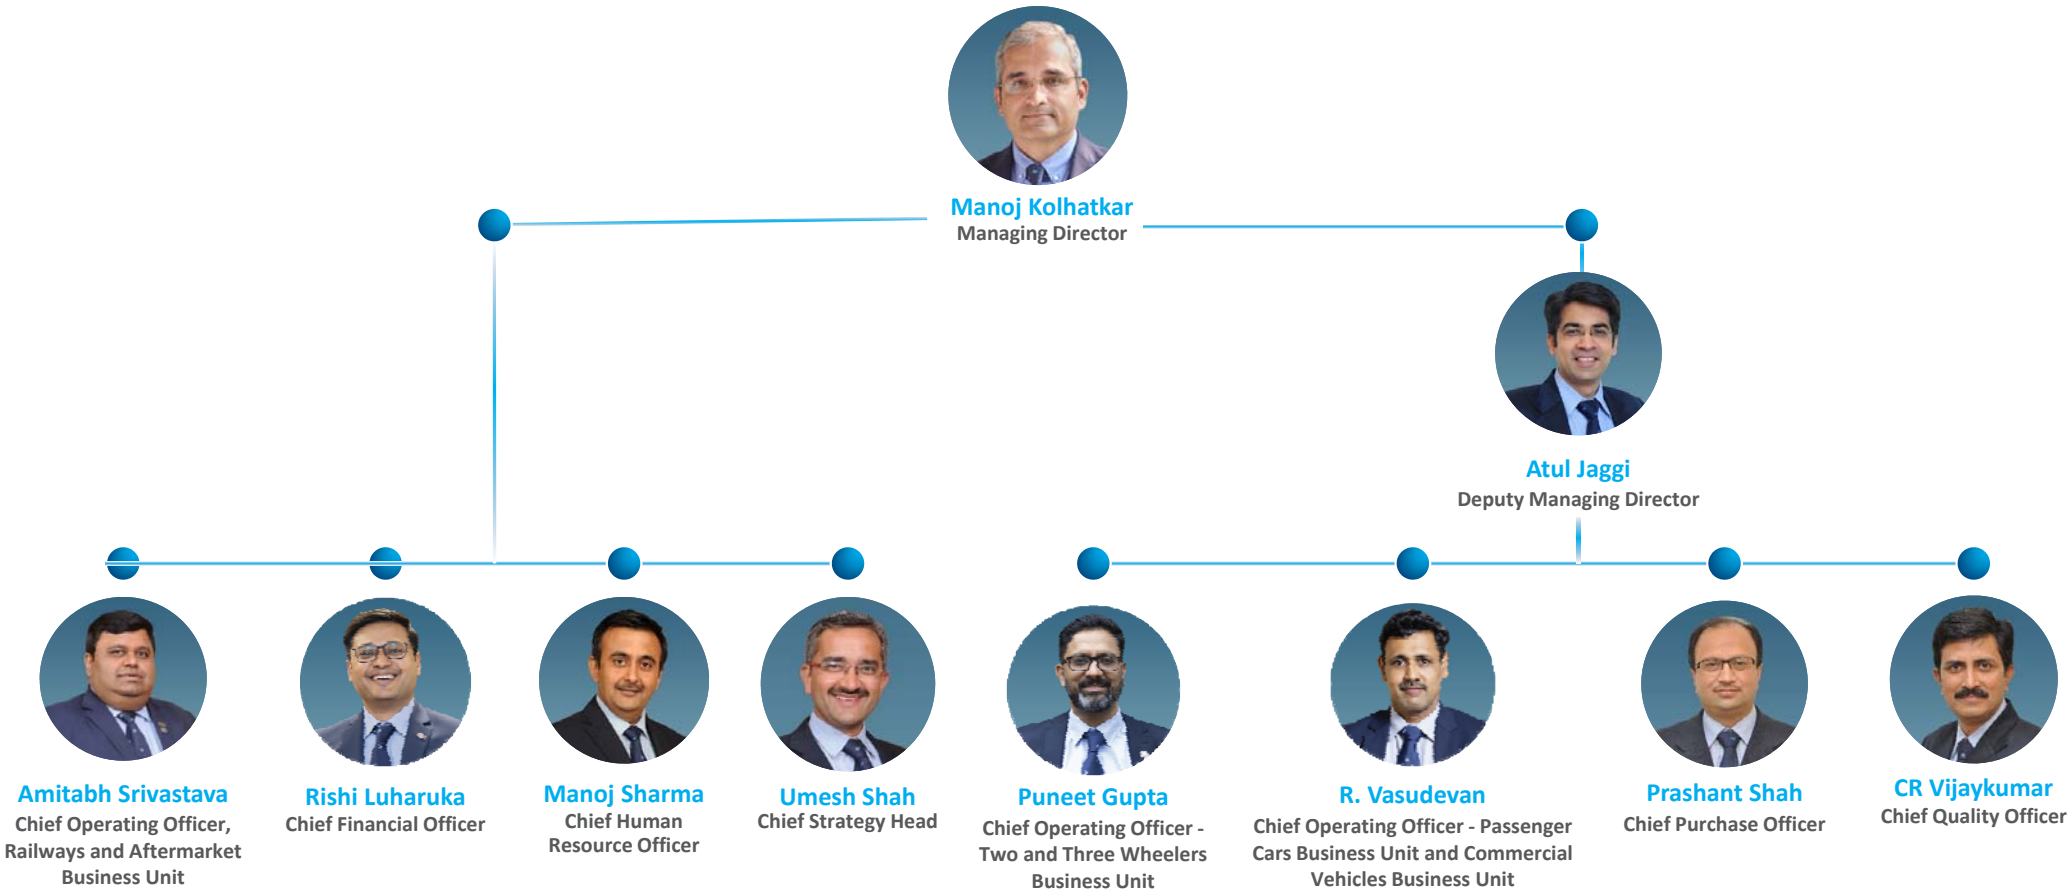 Manoj Kolhatkar
Managing Director
Atul Jaggi
Deputy Managing Director
Amitabh Srivastava
Chief Operating Officer,
Railways and Aftermarket
Business Unit
Rishi Luharuka
Chief Financial Officer
Manoj Sharma
Chief Human
Resource Officer
Umesh Shah
Chief Strategy Head
Puneet Gupta
Chief Operating Officer -
Two and Three Wheelers
Business Unit
R. Vasudevan
Chief Operating Officer - Passenger
Cars Business Unit and Commercial
Vehicles Business Unit
Prashant Shah
Chief Purchase Officer
CR Vijaykumar
Chief Quality Officer